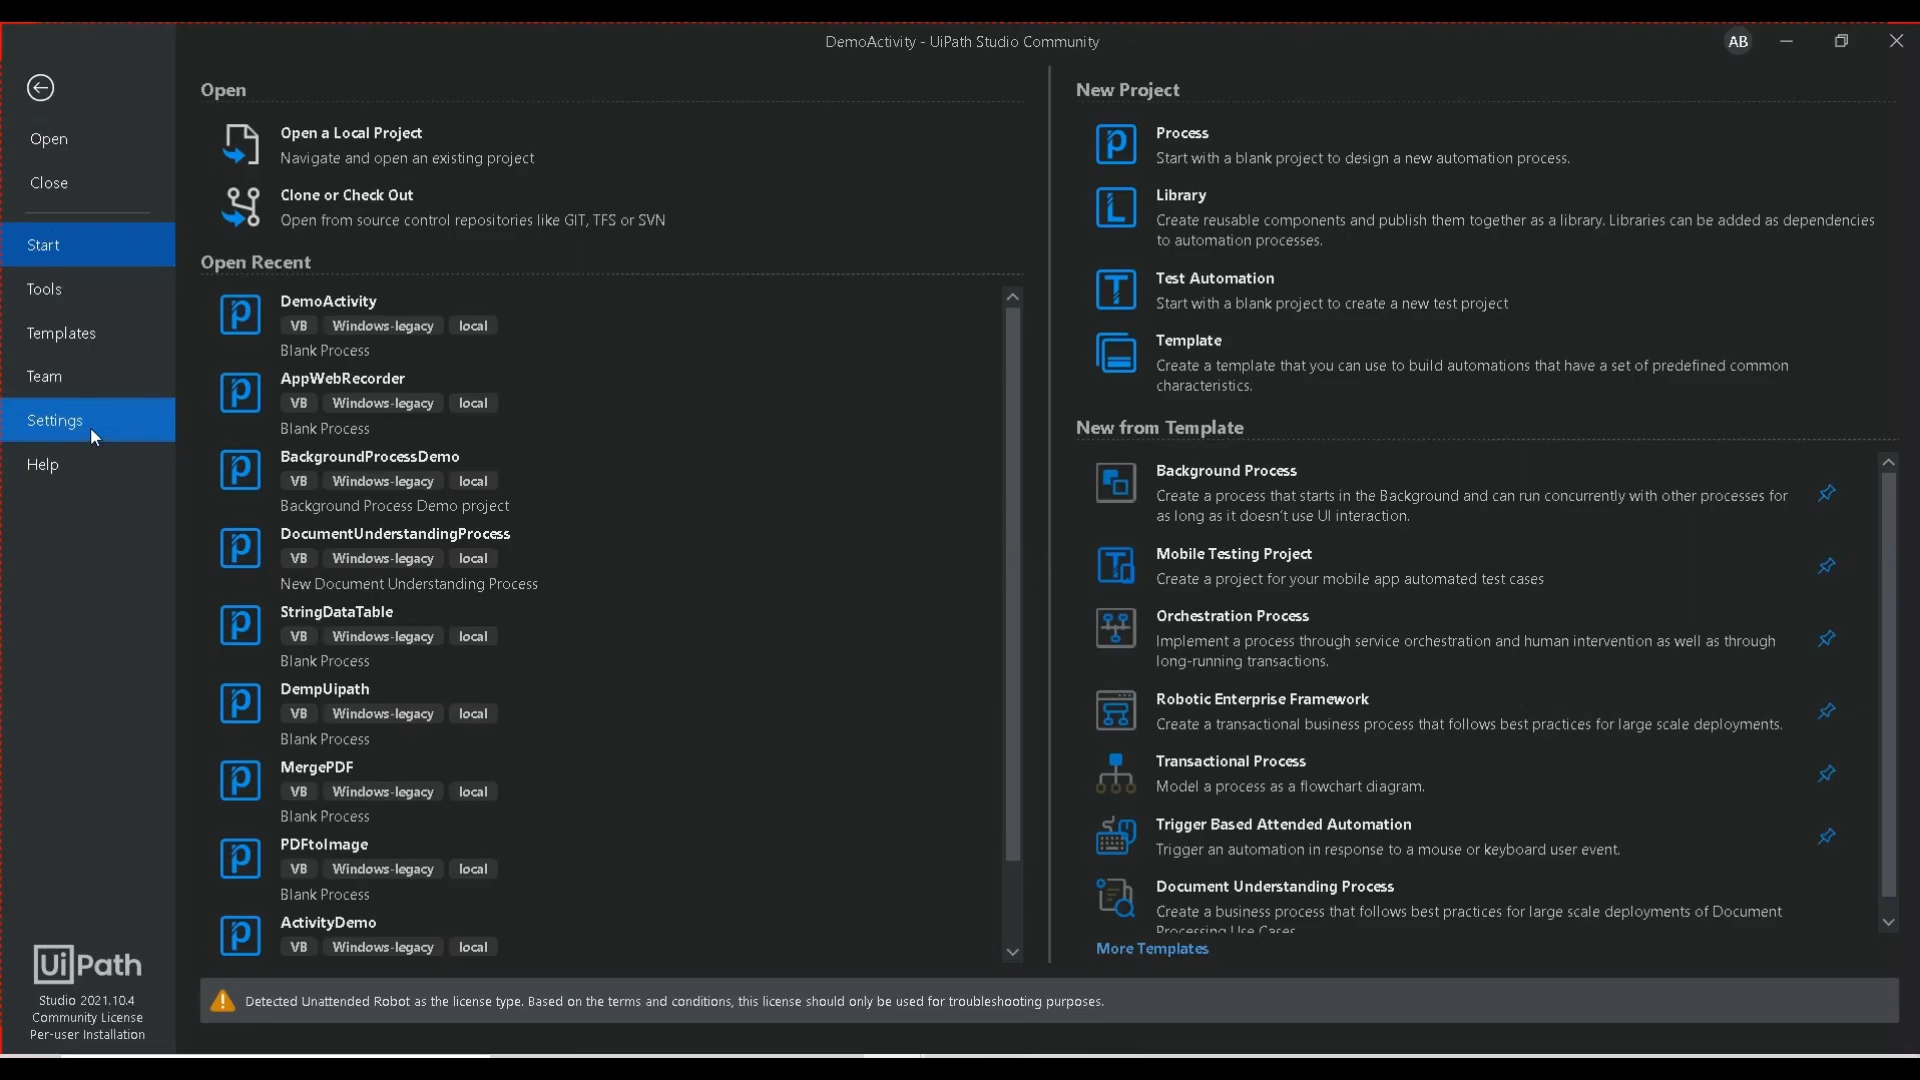 DemoActivity - UiPath Studio Community
AB
Open
Close
Start
Tools
Templates
Team
Settings
Help
UiPath
Studio 2021.10.4
Community License
Per-user Installation
Open
Open a Local Project
Navigate and open an existing project
Clone or Check Out
Open from source control repositories like GIT, TFS or SVN
Open Recent
DemoActivity
VB Windows-legacy local
Blank Process
AppWebRecorder
VB Windows-legacy local
Blank Process
BackgroundProcessDemo
VB Windows-legacy local
Background Process Demo project
DocumentUnderstandingProcess
VB Windows-legacy local
New Document Understanding Process
StringDataTable
VB Windows-legacy local
Blank Process
DempUipath
VB Windows-legacy local
Blank Process
MergePDF
VB Windows-legacy local
Blank Process
PDFtoImage
VB Windows-legacy local
Blank Process
ActivityDemo
VB Windows-legacy local
New Project
Process
Start with a blank project to design a new automation process.
Library
Create reusable components and publish them together as a library. Libraries can be added as dependencies
to automation processes.
Test Automation
Start with a blank project to create a new test project
Template
Create a template that you can use to build automations that have a set of predefined common
characteristics.
New from Template
Background Process
Create a process that starts in the Background and can run concurrently with other processes for
as long as it doesn't use UI interaction.
Mobile Testing Project
Create a project for your mobile app automated test cases
Orchestration Process
Implement a process through service orchestration and human intervention as well as through
long-running transactions.
Robotic Enterprise Framework
Create a transactional business process that follows best practices for large scale deployments.
Transactional Process
Model a process as a flowchart diagram.
Trigger Based Attended Automation
Trigger an automation in response to a mouse or keyboard user event.
Document Understanding Process
Create a business process that follows best practices for large scale deployments of Document
Processing Use Cases
More Templates
Detected Unattended Robot as the license type. Based on the terms and conditions, this license should only be used for troubleshooting purposes.